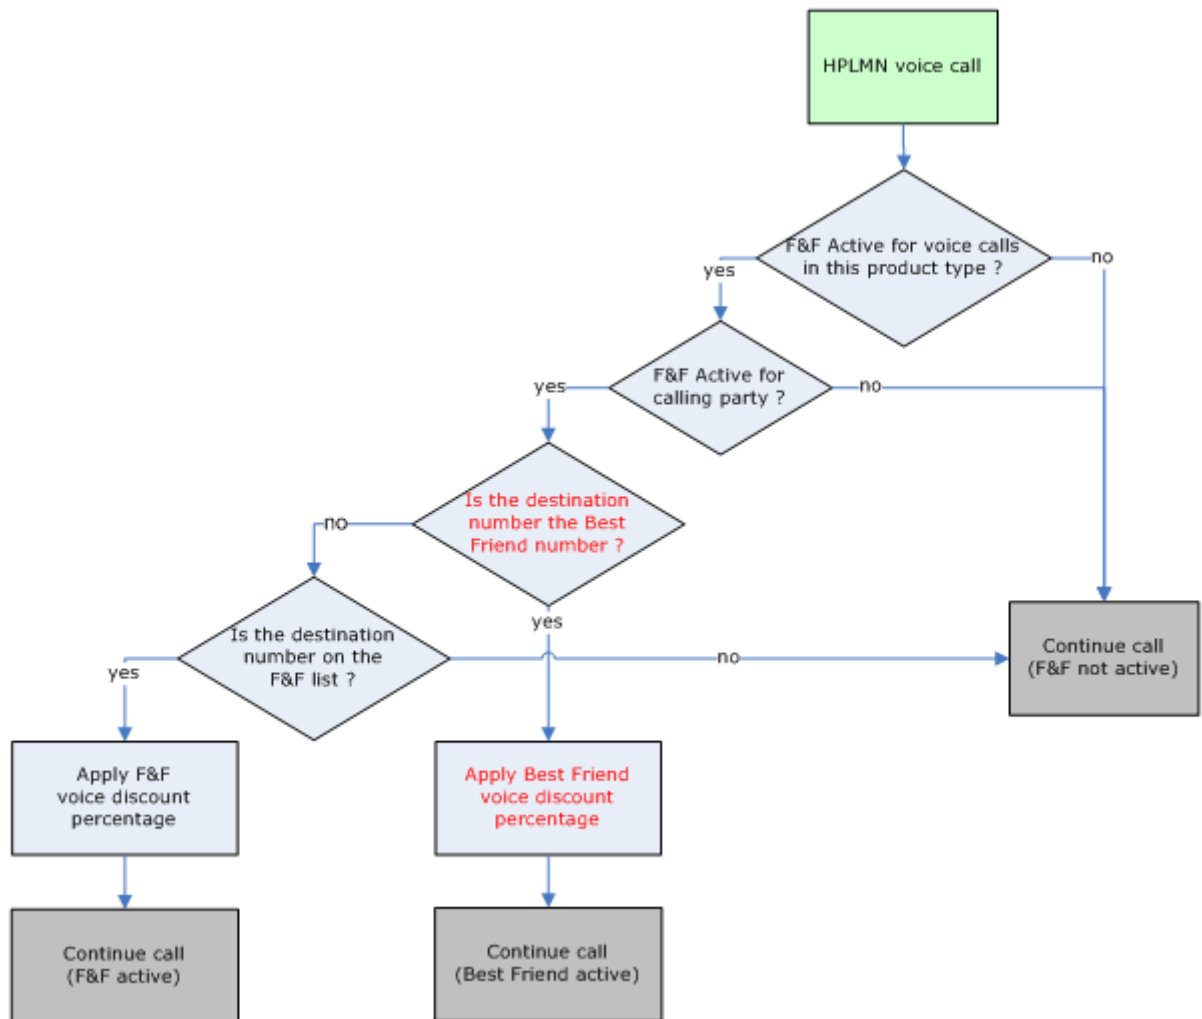 HPLMN voice call
F&F Active for voice calls
in this product type ?
yes
no
F&F Active for
calling party ?
yes
no
Is the destination
number the Best
Friend number ?
no
yes
Is the destination
number on the
F&F list ?
yes
no
Continue call
(F&F not active)
Apply F&F
voice discount
percentage
Apply Best Friend
voice discount
percentage
Continue call
(F&F active)
Continue call
(Best Friend active)